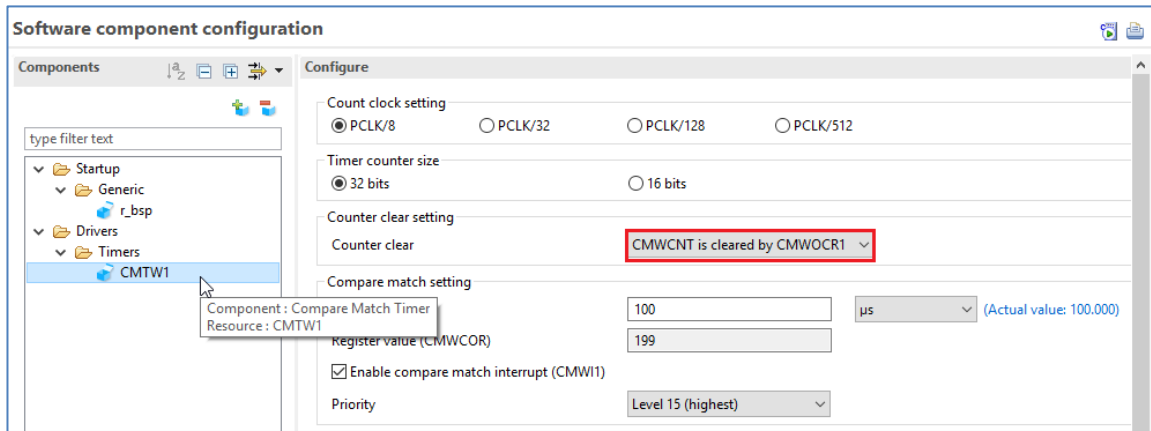 Software component configuration
Components
Configure
type filter text
Startup
Generic
r_bsp
Drivers
Timers
CMTW1
Component : Compare Match Timer
Resource : CMTW1
Count clock setting
PCLK/8 PCLK/32 PCLK/128 PCLK/512
Timer counter size
32 bits 16 bits
Counter clear setting
Counter clear CMWCNT is cleared by CMWOCR1
Compare match setting
100 µs (Actual value: 100.000)
Register value (CMWCOR) 199
Enable compare match interrupt (CMWI1)
Priority Level 15 (highest)